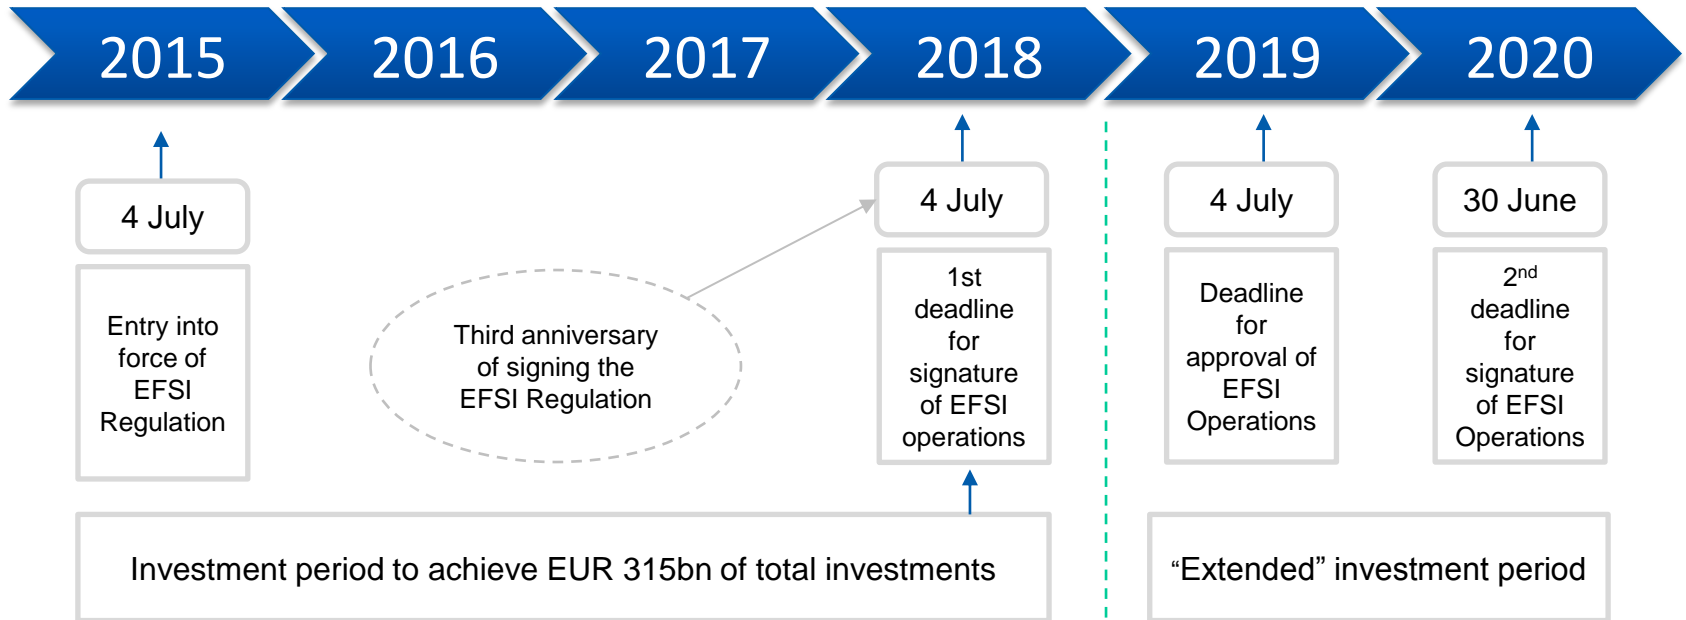 2015
2016
2017
2018
2019
2020
4 July
Entry into
force of
EFSI
Regulation
Third anniversary
of signing the
EFSI Regulation
4 July
1st
deadline
for
signature
of EFSI
operations
4 July
Deadline
for
approval of
EFSI
Operations
30 June
2nd
deadline
for
signature
of EFSI
Operations
Investment period to achieve EUR 315bn of total investments
“Extended” investment period